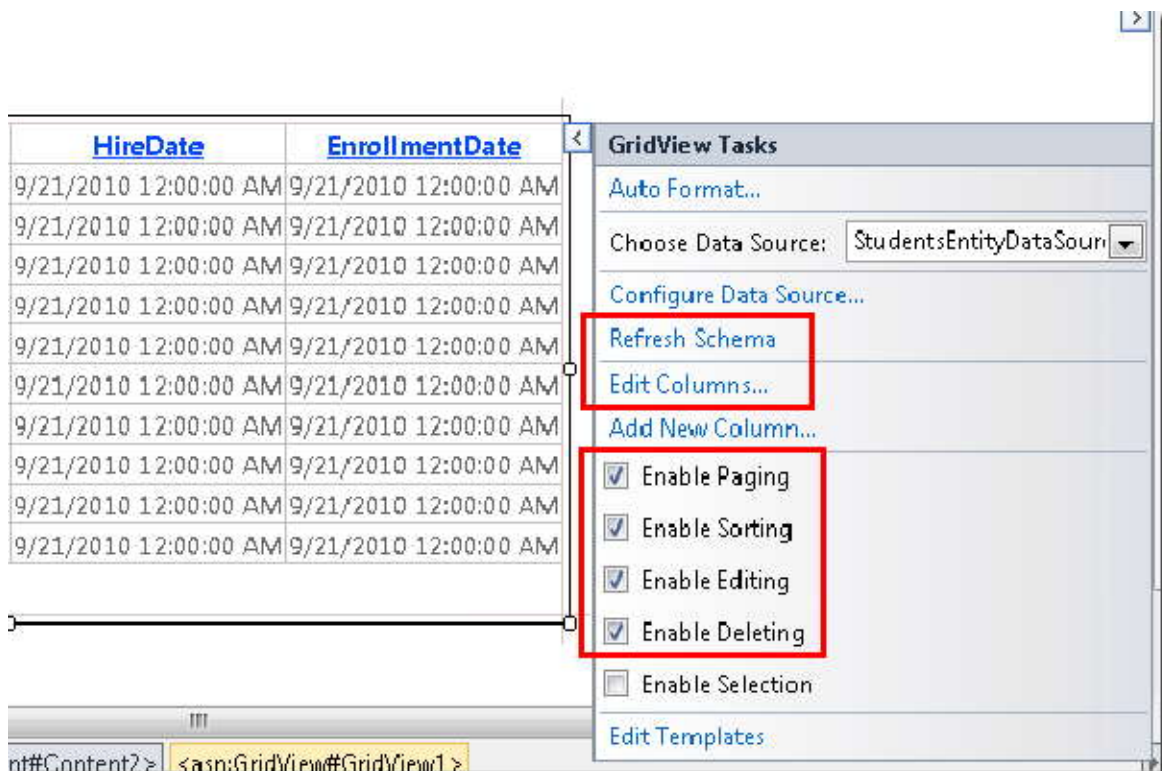 HireDate EnrollmentDate
9/21/2010 12:00:00 AM 9/21/2010 12:00:00 AM
9/21/2010 12:00:00 AM 9/21/2010 12:00:00 AM
9/21/2010 12:00:00 AM 9/21/2010 12:00:00 AM
9/21/2010 12:00:00 AM 9/21/2010 12:00:00 AM
9/21/2010 12:00:00 AM 9/21/2010 12:00:00 AM
9/21/2010 12:00:00 AM 9/21/2010 12:00:00 AM
9/21/2010 12:00:00 AM 9/21/2010 12:00:00 AM
9/21/2010 12:00:00 AM 9/21/2010 12:00:00 AM
9/21/2010 12:00:00 AM 9/21/2010 12:00:00 AM
9/21/2010 12:00:00 AM 9/21/2010 12:00:00 AM
GridView Tasks
Auto Format...
Choose Data Source: StudentsEntityDataSour
Configure Data Source...
Refresh Schema
Edit Columns...
Add New Column...
Enable Paging
Enable Sorting
Enable Editing
Enable Deleting
Enable Selection
Edit Templates
nt#Content2> <asp:GridView#GridView1>